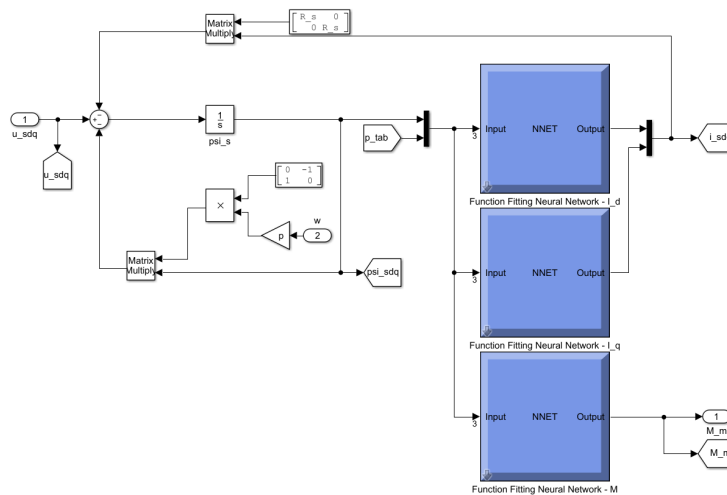 Matrix
Multiply
R_s 0
0 R_s
1
u_sdq
+
−
−
1
s
psi_s
p_tab
3
Input NNET Output
Function Fitting Neural Network - I_d
i_sd
u_sdq
0 -1
1 0
×
w
p
2
Matrix
Multiply
psi_sdq
3
Input NNET Output
Function Fitting Neural Network - I_q
3
Input NNET Output
Function Fitting Neural Network - M
1
M_m
M_m